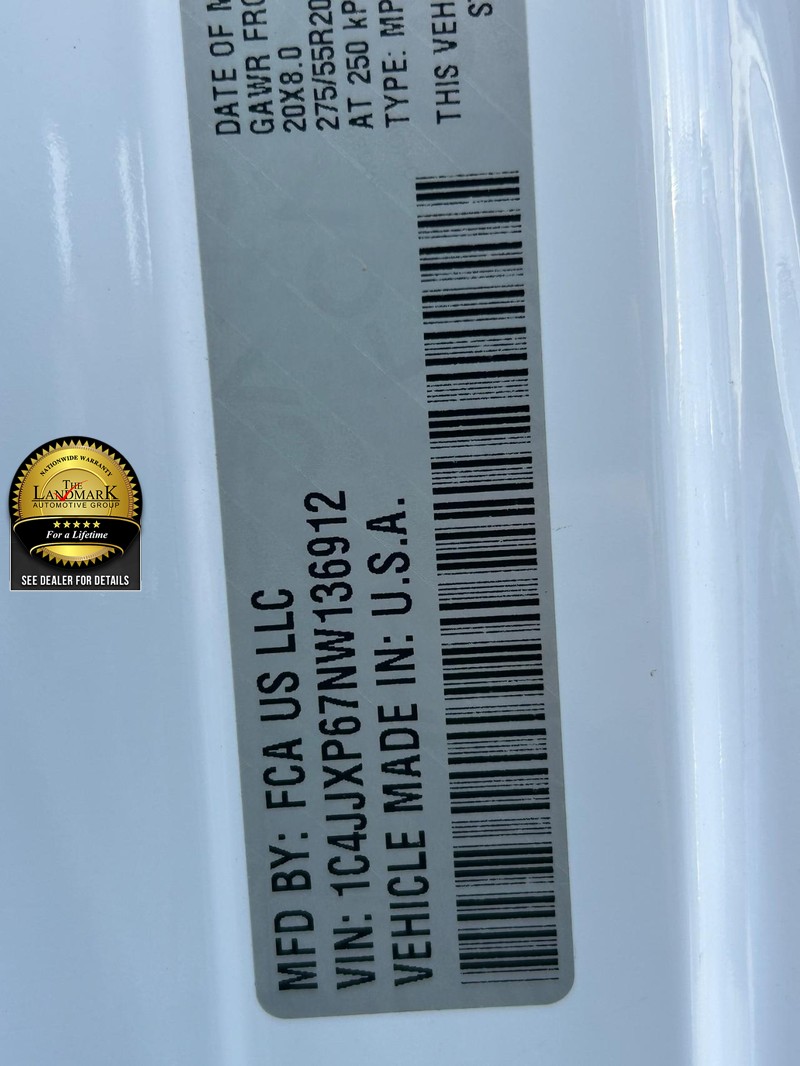 MFD BY: FCA US LLC
VIN: 1C4JJXP67NW136912
VEHICLE MADE IN: U.S.A.
DATE OF M
GAWR FRO
20X8.0
275/55R20
AT 250 kP
TYPE: MP
THIS VEH
S
NATIONWIDE WARRANTY
THE
LANDMARK
AUTOMOTIVE GROUP
For a Lifetime
SEE DEALER FOR DETAILS